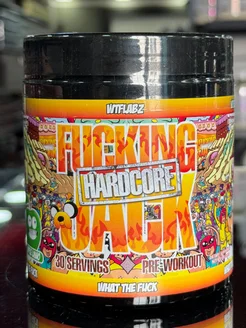 WTFLABZ
FUCKING
HARDCORE
JACK
30 SERVINGS PRE-WORKOUT
WHAT THE FUCK